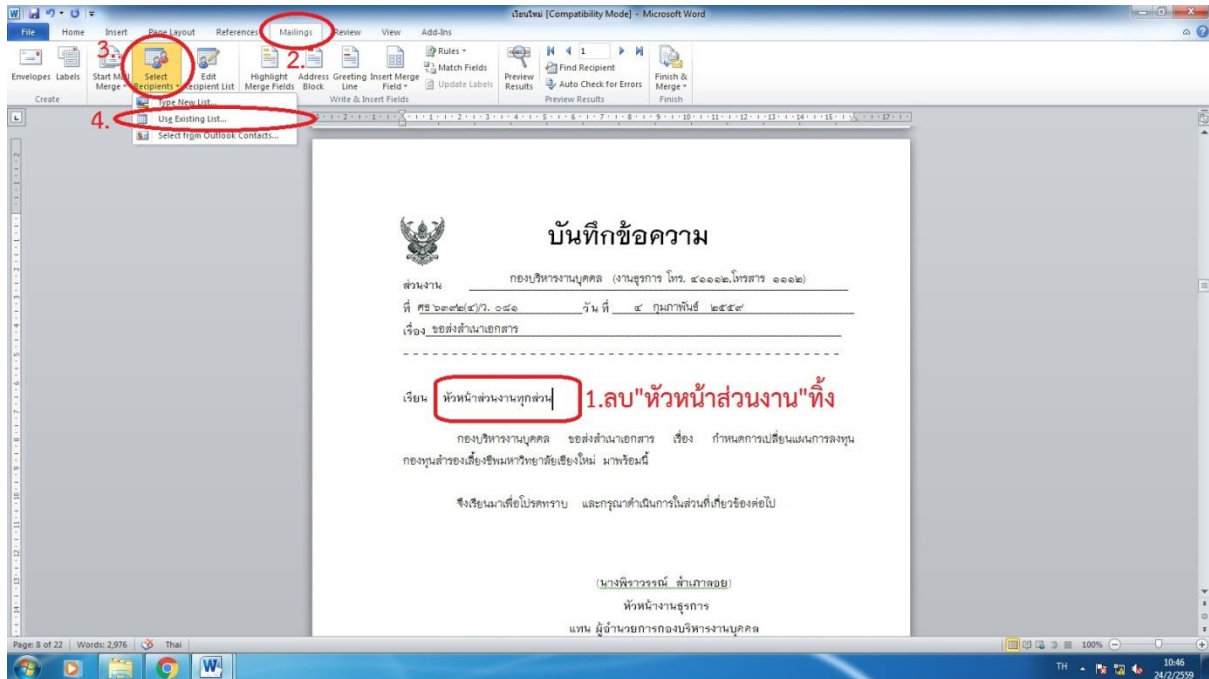 เรียนใหม่ [Compatibility Mode] - Microsoft Word
File Home Insert Page Layout References Mailings Review View Add-Ins
3.
2.
Envelopes Labels Start Mail Merge Select Recipients Edit Recipient List Highlight Merge Fields Address Block Greeting Line Insert Merge Field
Rules
Match Fields
Update Labels
Preview Results
1
Find Recipient
Auto Check for Errors
Finish & Merge
Create Write & Insert Fields Preview Results Finish
Type New List...
4. Use Existing List...
Select from Outlook Contacts...
บันทึกข้อความ
ส่วนงาน กองบริหารงานบุคคล (งานธุรการ โทร. ๔๑๑๑๒,โทรสาร ๑๑๑๒)
ที่ ศธ ๖๓๙๒(๔)/ว. ๐๘๑ วันที่ ๔ กุมภาพันธ์ ๒๕๕๙
เรื่อง ขอส่งสำเนาเอกสาร
เรียน หัวหน้าส่วนงานทุกส่วน 1.ลบ"หัวหน้าส่วนงาน"ทิ้ง
กองบริหารงานบุคคล ขอส่งสำเนาเอกสาร เรื่อง กำหนดการเปลี่ยนแผนการลงทุน
กองทุนสำรองเลี้ยงชีพมหาวิทยาลัยเชียงใหม่ มาพร้อมนี้
จึงเรียนมาเพื่อโปรดทราบ และกรุณาดำเนินการในส่วนที่เกี่ยวข้องต่อไป
(นางพิราวรรณ์ สำเภาลอย)
หัวหน้างานธุรการ
แทน ผู้อำนวยการกองบริหารงานบุคคล
Page: 8 of 22 Words: 2,976 Thai 100%
TH 10:46
24/2/2559